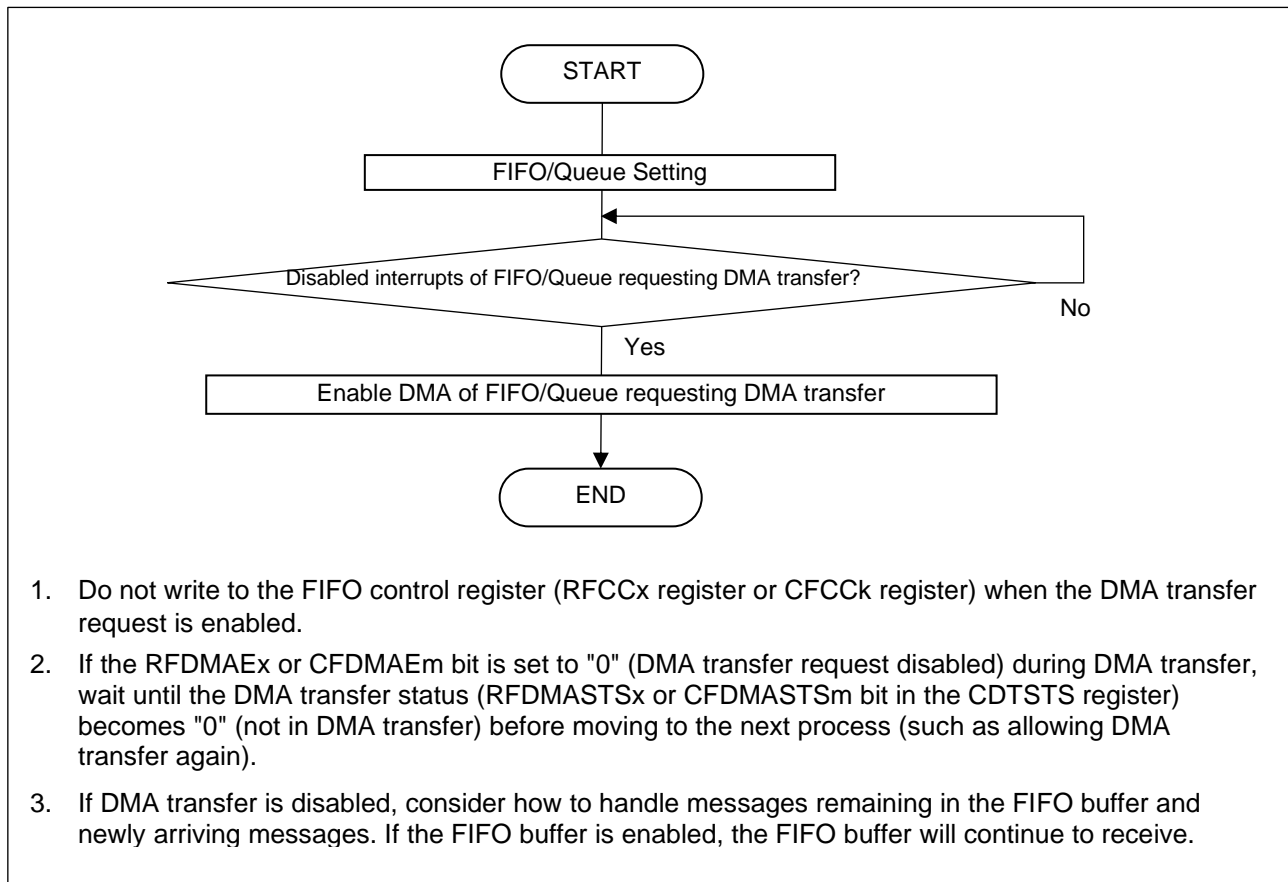 START
FIFO/Queue Setting
Disabled interrupts of FIFO/Queue requesting DMA transfer?
No
Yes
Enable DMA of FIFO/Queue requesting DMA transfer
END
1. Do not write to the FIFO control register (RFCCx register or CFCCk register) when the DMA transfer
request is enabled.
2. If the RFDMAEx or CFDMAEm bit is set to "0" (DMA transfer request disabled) during DMA transfer,
wait until the DMA transfer status (RFDMASTSx or CFDMASTSm bit in the CDTSTS register)
becomes "0" (not in DMA transfer) before moving to the next process (such as allowing DMA
transfer again).
3. If DMA transfer is disabled, consider how to handle messages remaining in the FIFO buffer and
newly arriving messages. If the FIFO buffer is enabled, the FIFO buffer will continue to receive.